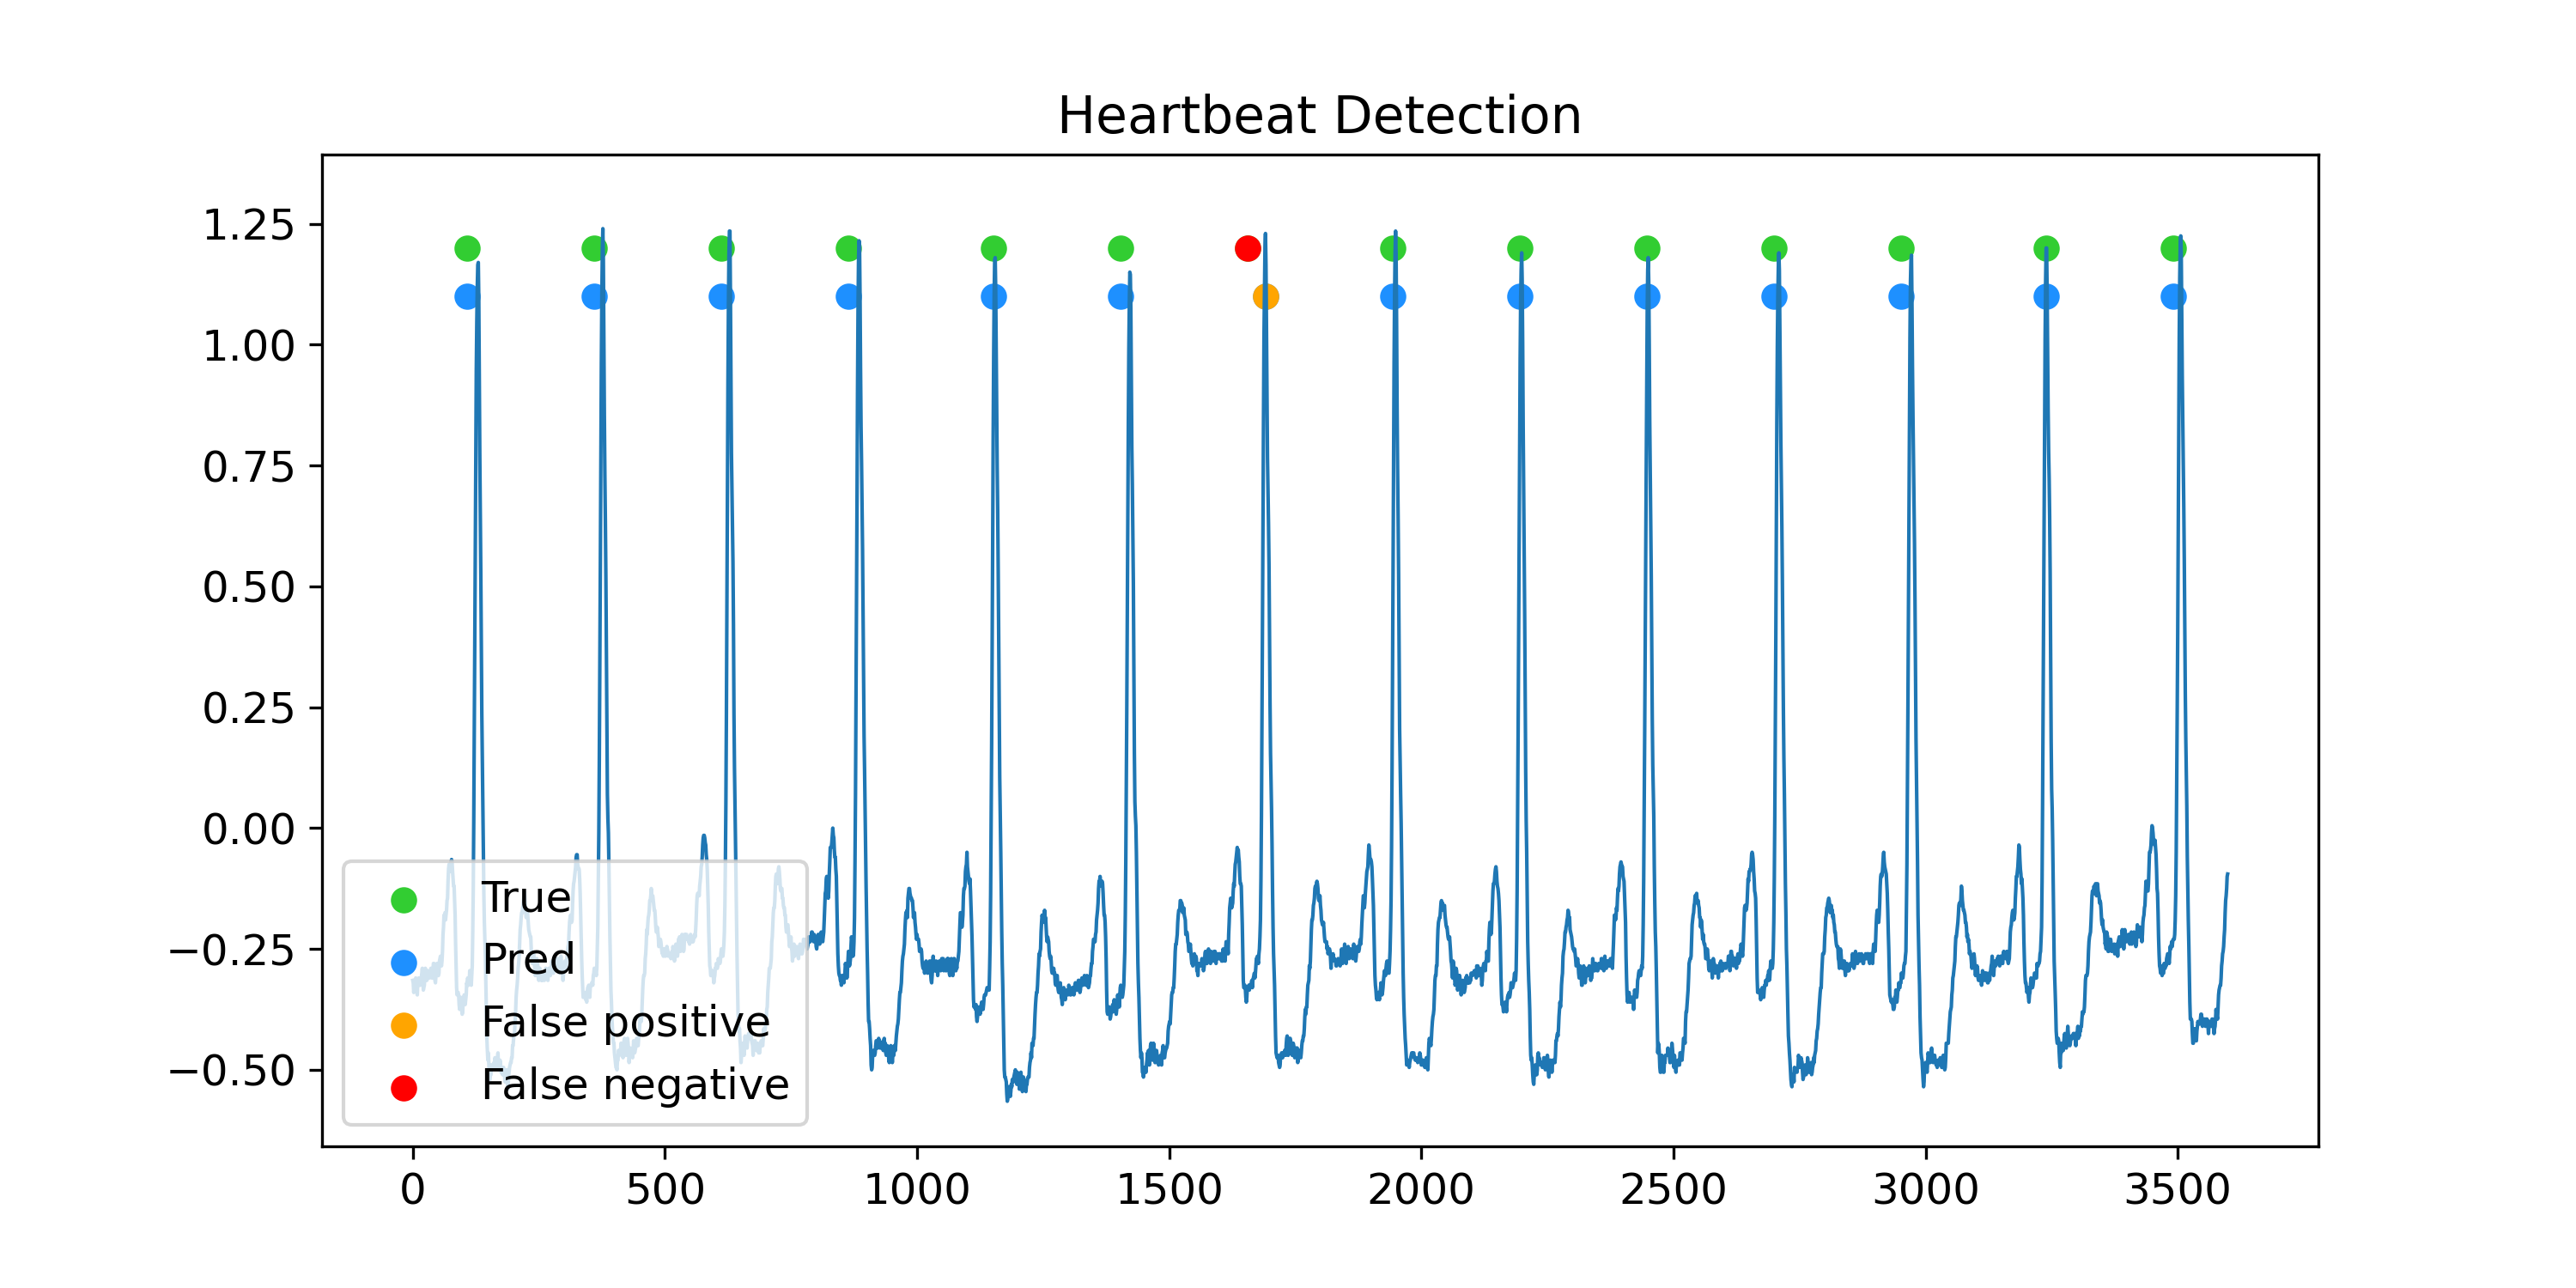 Heartbeat Detection
1.25
1.00
0.75
0.50
0.25
0.00
−0.25
−0.50
True
Pred
False positive
False negative
0 500 1000 1500 2000 2500 3000 3500